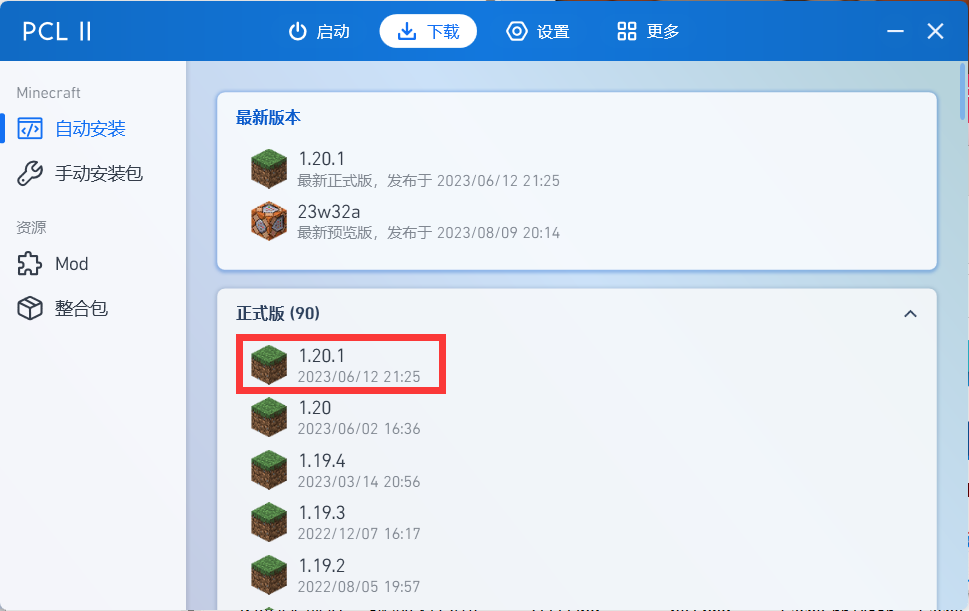 PCL II
启动
下载
设置
更多
Minecraft
自动安装
手动安装包
资源
Mod
整合包
最新版本
1.20.1
最新正式版，发布于 2023/06/12 21:25
23w32a
最新预览版，发布于 2023/08/09 20:14
正式版 (90)
1.20.1
2023/06/12 21:25
1.20
2023/06/02 16:36
1.19.4
2023/03/14 20:56
1.19.3
2022/12/07 16:17
1.19.2
2022/08/05 19:57